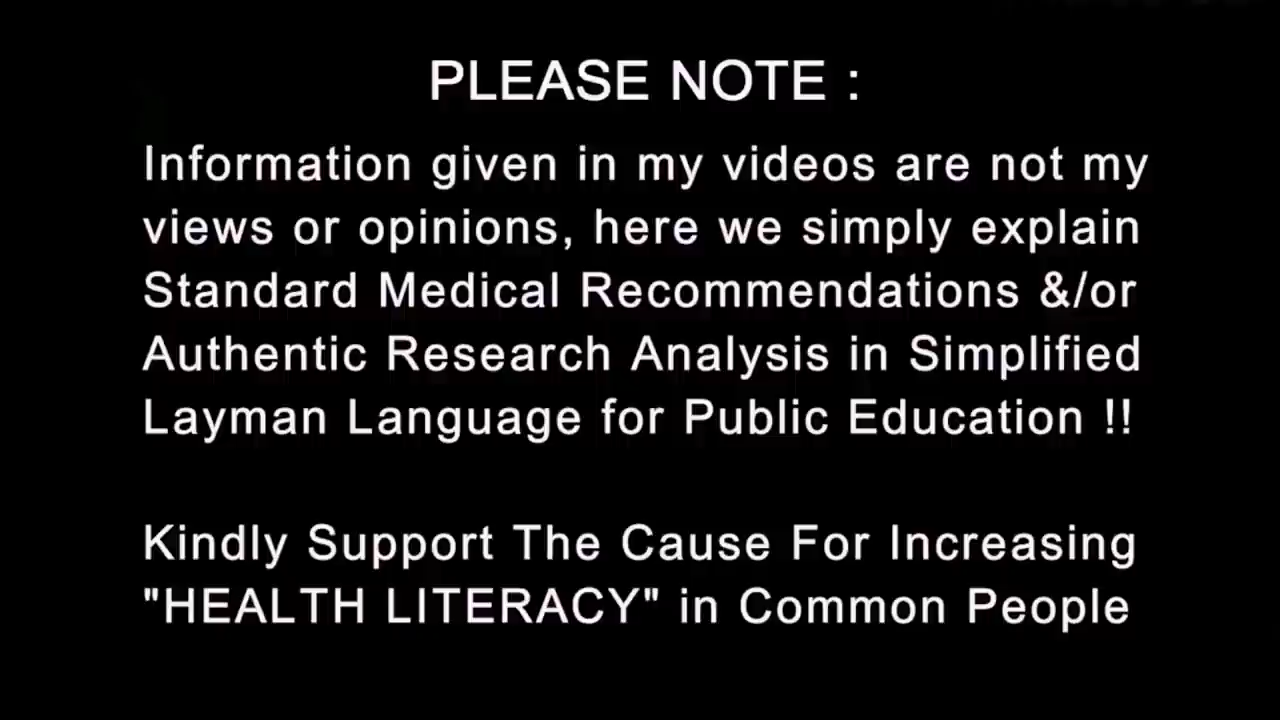 PLEASE NOTE :
Information given in my videos are not my
views or opinions, here we simply explain
Standard Medical Recommendations &/or
Authentic Research Analysis in Simplified
Layman Language for Public Education !!
Kindly Support The Cause For Increasing
"HEALTH LITERACY" in Common People